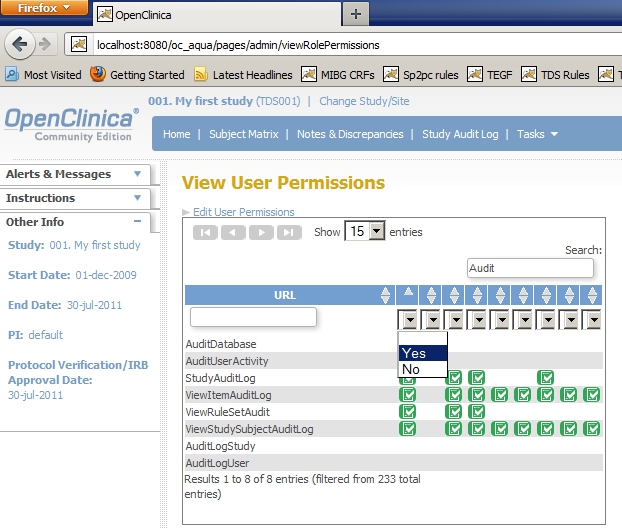 Firefox
OpenClinica
+
localhost:8080/oc_aqua/pages/admin/viewRolePermissions
Most Visited Getting Started Latest Headlines MIBG CRFs Sp2pc rules TEGF TDS Rules
OpenClinica®
Community Edition
001. My first study (TDS001) | Change Study/Site
Home | Subject Matrix | Notes & Discrepancies | Study Audit Log | Tasks
Alerts & Messages
Instructions
Other Info
Study: 001. My first study
Start Date: 01-dec-2009
End Date: 30-jul-2011
PI: default
Protocol Verification/IRB
Approval Date:
30-jul-2011
View User Permissions
Edit User Permissions
Show 15 entries
Search:
Audit
URL
Yes
No
AuditDatabase
AuditUserActivity
StudyAuditLog
ViewItemAuditLog
ViewRuleSetAudit
ViewStudySubjectAuditLog
AuditLogStudy
AuditLogUser
Results 1 to 8 of 8 entries (filtered from 233 total
entries)